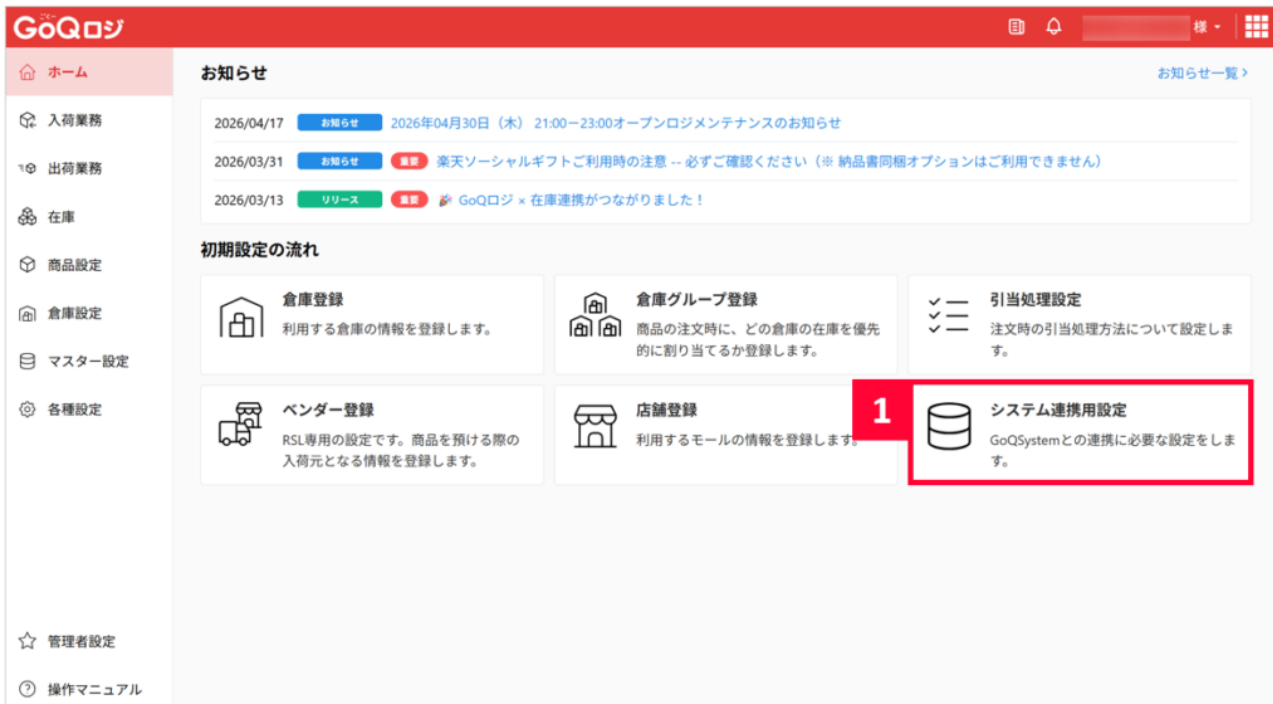 ごくー
GoQロジ
様
ホーム
入荷業務
出荷業務
在庫
商品設定
倉庫設定
マスター設定
各種設定
管理者設定
操作マニュアル
お知らせ
お知らせ一覧
2026/04/17 お知らせ 2026年04月30日（木） 21:00ー23:00オープンロジメンテナンスのお知らせ
2026/03/31 お知らせ 重要 楽天ソーシャルギフトご利用時の注意 -- 必ずご確認ください（※ 納品書同梱オプションはご利用できません）
2026/03/13 リリース 重要 🎉 GoQロジ × 在庫連携がつながりました！
初期設定の流れ
倉庫登録
利用する倉庫の情報を登録します。
倉庫グループ登録
商品の注文時に、どの倉庫の在庫を優先
的に割り当てるか登録します。
引当処理設定
注文時の引当処理方法について設定しま
す。
ベンダー登録
RSL専用の設定です。商品を預ける際の
入荷元となる情報を登録します。
店舗登録
利用するモールの情報を登録します。
1
システム連携用設定
GoQSystemとの連携に必要な設定をしま
す。